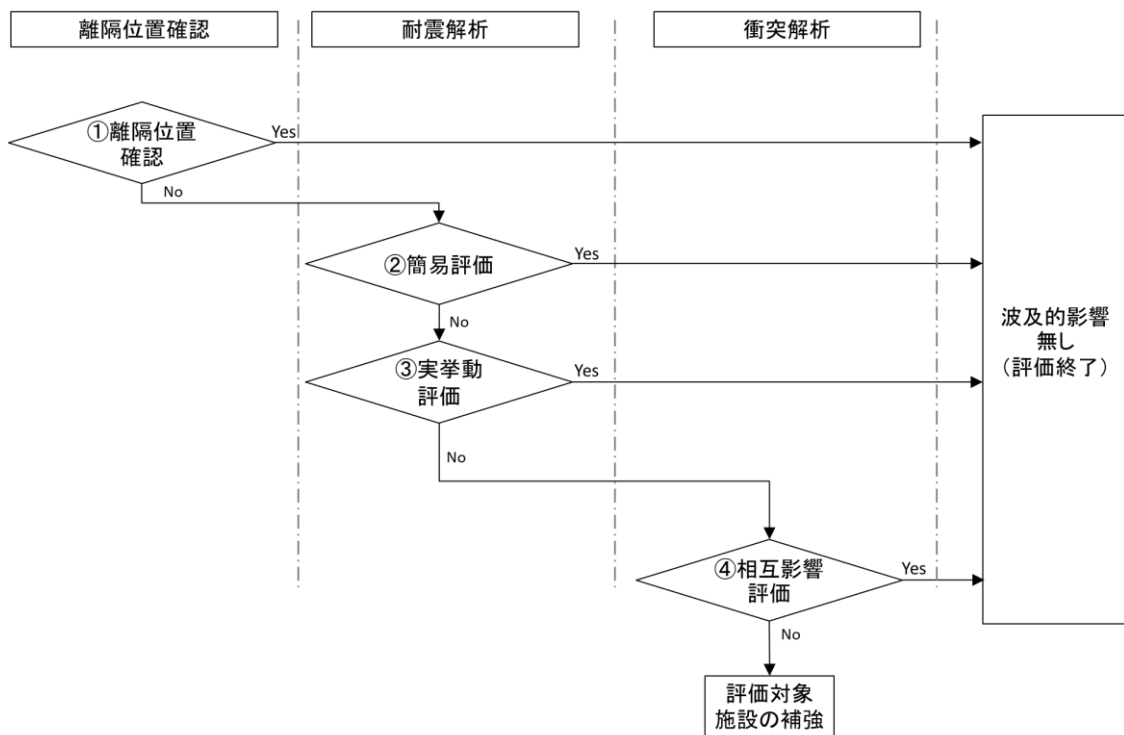 離隔位置確認
耐震解析
衝突解析
①離隔位置
確認
Yes
No
②簡易評価
Yes
No
③実挙動
評価
Yes
No
④相互影響
評価
Yes
No
評価対象
施設の補強
波及的影響
無し
（評価終了）